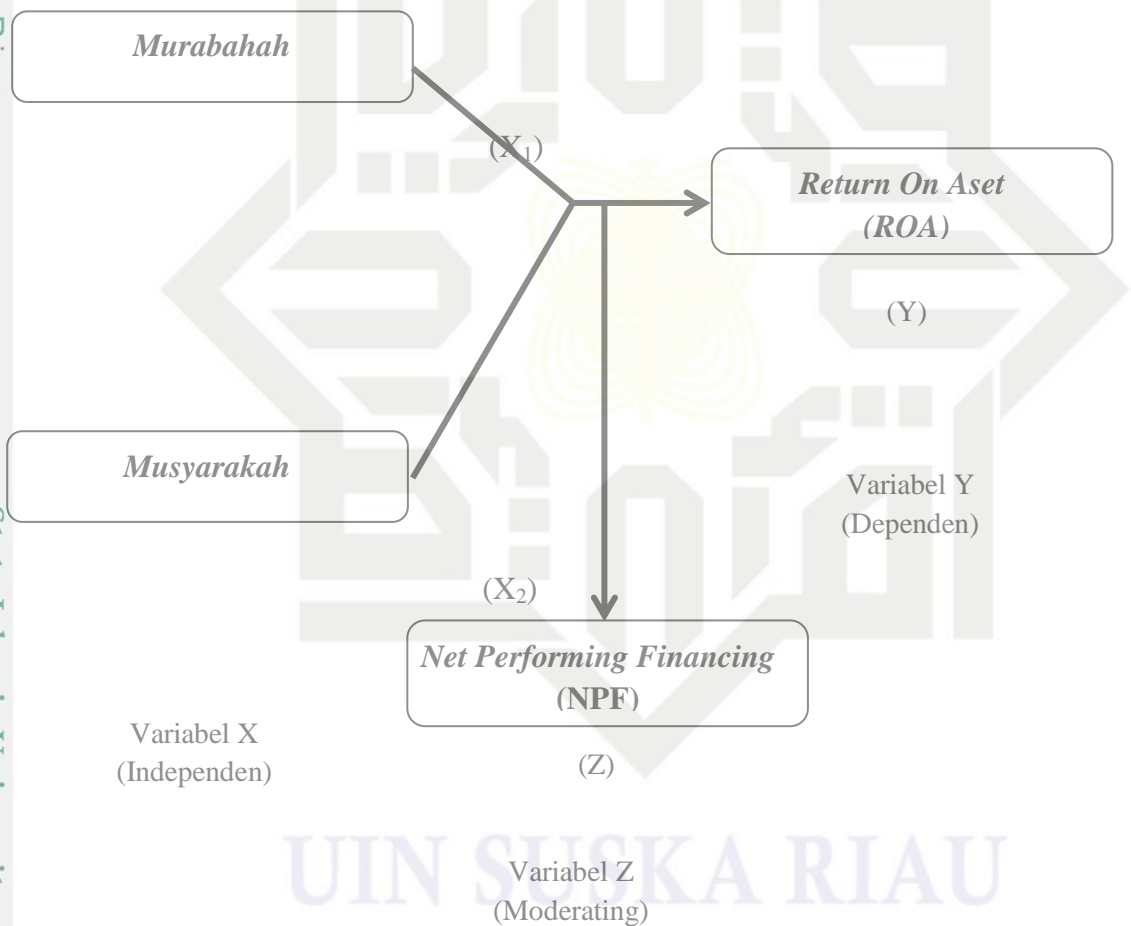 Murabahah
(X₁)
Return On Aset
(ROA)
(Y)
Musyarakah
Variabel Y
(Dependen)
(X₂)
Net Performing Financing
(NPF)
Variabel X
(Independen)
(Z)
UIN SUSKA RIAU
Variabel Z
(Moderating)